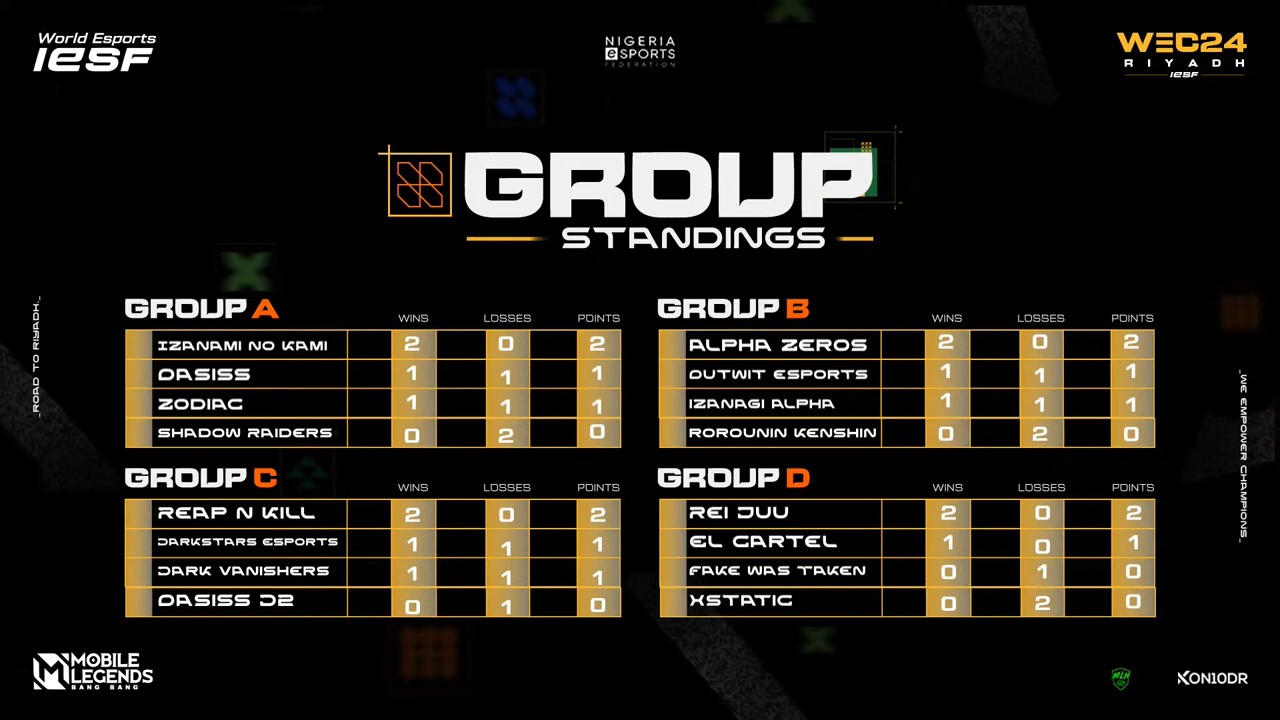 World Esports
IESF
NIGERIA
eSPORTS
FEDERATION
WEC24
RIYADH
IESF
GROUP
STANDINGS
_ROAD TO RIYADH._
_WE EMPOWER CHAMPIONS_
GROUP A WINS LOSSES POINTS
IZANAMI NO KAMI 2 0 2
OASISS 1 1 1
ZODIAC 1 1 1
SHADOW RAIDERS 0 2 0
GROUP B WINS LOSSES POINTS
ALPHA ZEROS 2 0 2
OUTWIT ESPORTS 1 1 1
IZANAGI ALPHA 1 1 1
ROROUNIN KENSHIN 0 2 0
GROUP C WINS LOSSES POINTS
REAP N KILL 2 0 2
DARKSTARS ESPORTS 1 1 1
DARK VANISHERS 1 1 1
OASISS D2 0 1 0
GROUP D WINS LOSSES POINTS
REI JUU 2 0 2
EL CARTEL 1 0 1
FAKE WAS TAKEN 0 1 0
XSTATIC 0 2 0
MOBILE
LEGENDS
BANG BANG
MLH
KON10DR